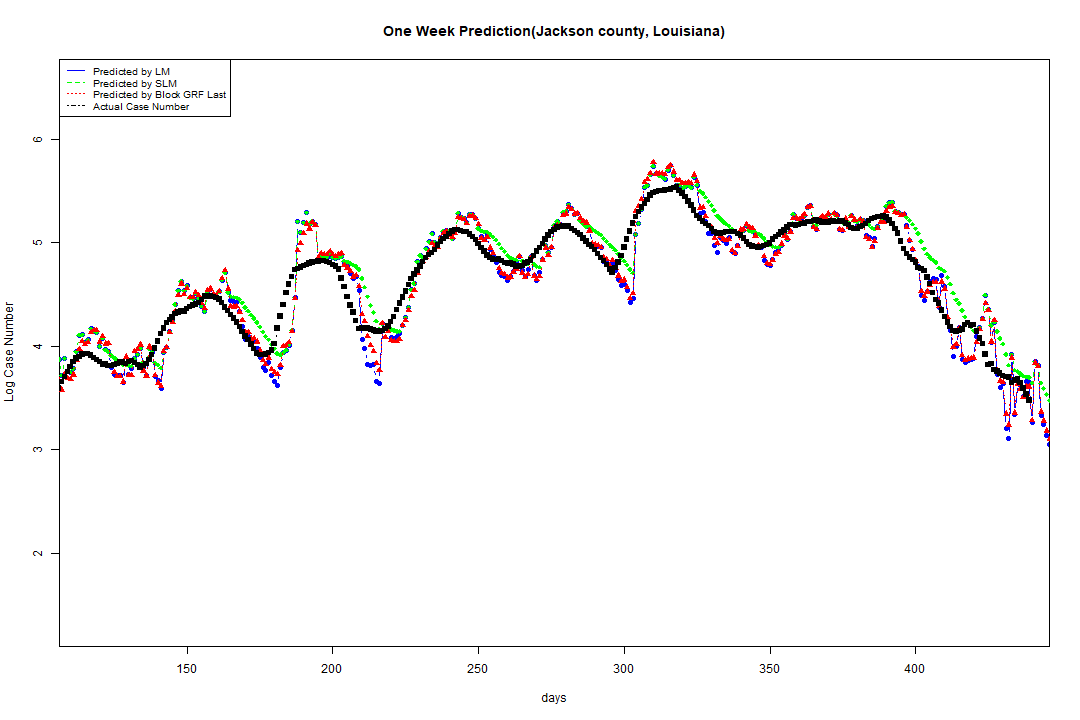 One Week Prediction(Jackson county, Louisiana)
Predicted by LM
Predicted by SLM
Predicted by Block GRF Last
Actual Case Number
6
5
4
3
2
Log Case Number
150 200 250 300 350 400
days